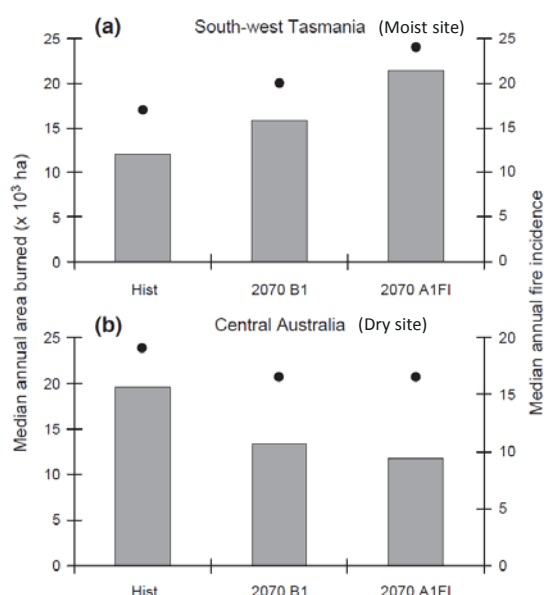 (a) South-west Tasmania (Moist site)
25 25
20 20
15 15
10 10
5 5
0 0
Hist 2070 B1 2070 A1FI
Median annual area burned (x 10³ ha)
Median annual fire incidence
(b) Central Australia (Dry site)
25 20
20
15
15
10
10
5
5
0 0
Hist 2070 B1 2070 A1FI